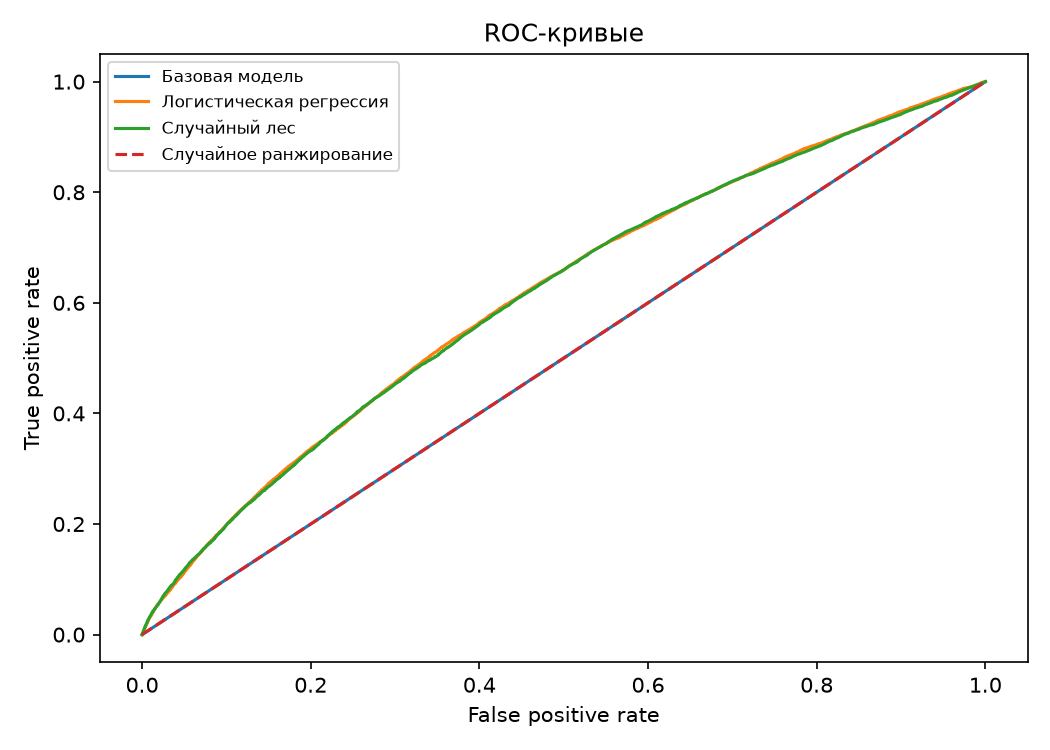 ROC-кривые
Базовая модель
Логистическая регрессия
Случайный лес
Случайное ранжирование
True positive rate
1.0
0.8
0.6
0.4
0.2
0.0
0.0 0.2 0.4 0.6 0.8 1.0
False positive rate